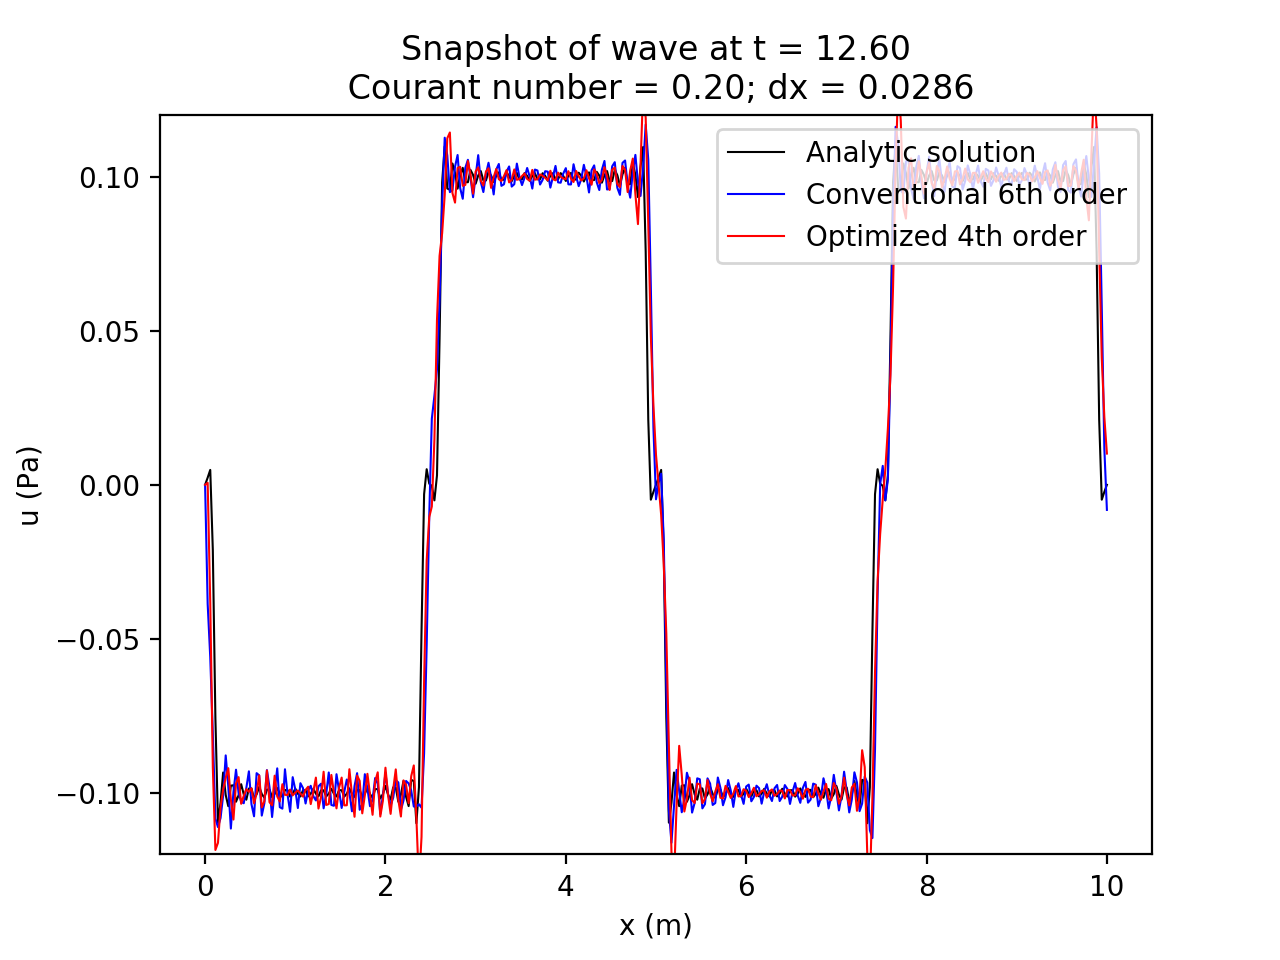 Snapshot of wave at t = 12.60
Courant number = 0.20; dx = 0.0286
Analytic solution
Conventional 6th order
Optimized 4th order
0.10
0.05
0.00
−0.05
−0.10
u (Pa)
0 2 4 6 8 10
x (m)